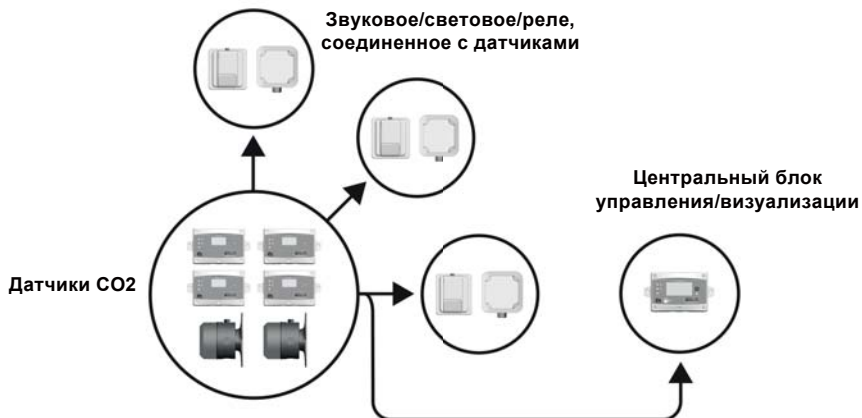 Звуковое/световое/реле,
соединенное с датчиками
Центральный блок
управления/визуализации
Датчики CO2